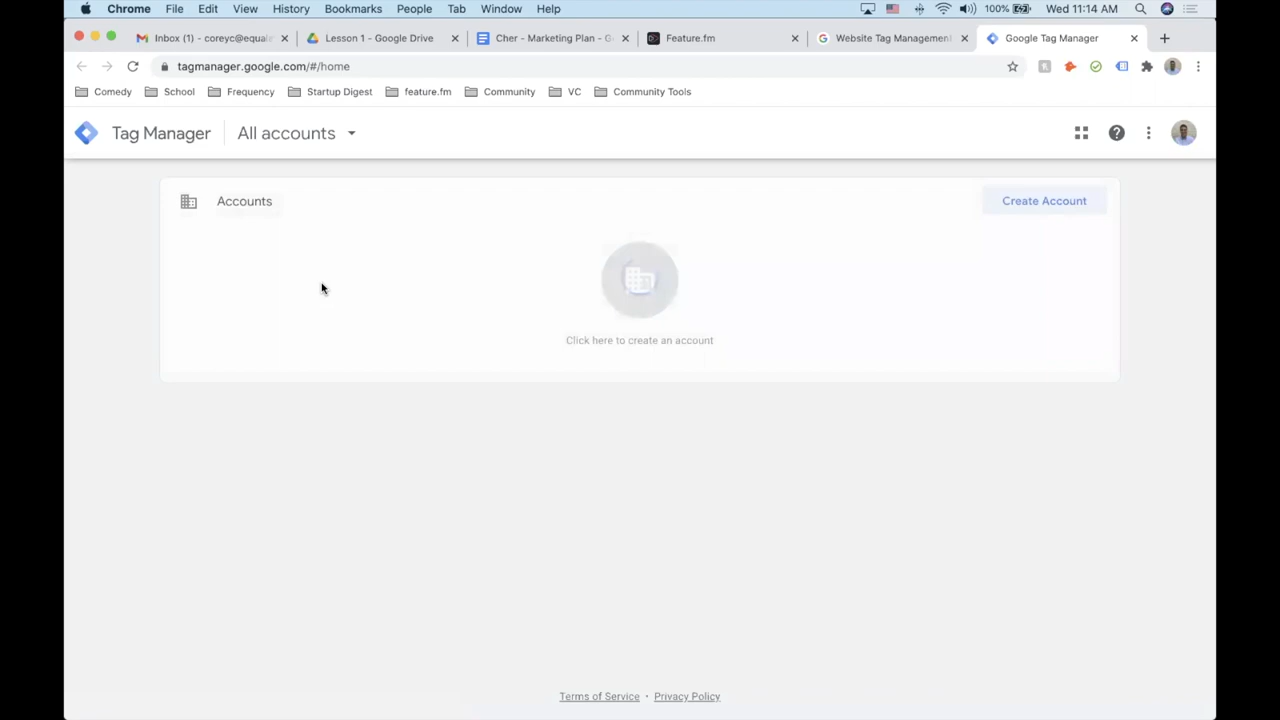 Chrome File Edit View History Bookmarks People Tab Window Help 100% Wed 11:14 AM
Inbox (1) - coreyc@equale Lesson 1 - Google Drive Cher - Marketing Plan - G Feature.fm Website Tag Management Google Tag Manager
tagmanager.google.com/#/home
Comedy School Frequency Startup Digest feature.fm Community VC Community Tools
Tag Manager All accounts
Accounts Create Account
Click here to create an account
Terms of Service · Privacy Policy